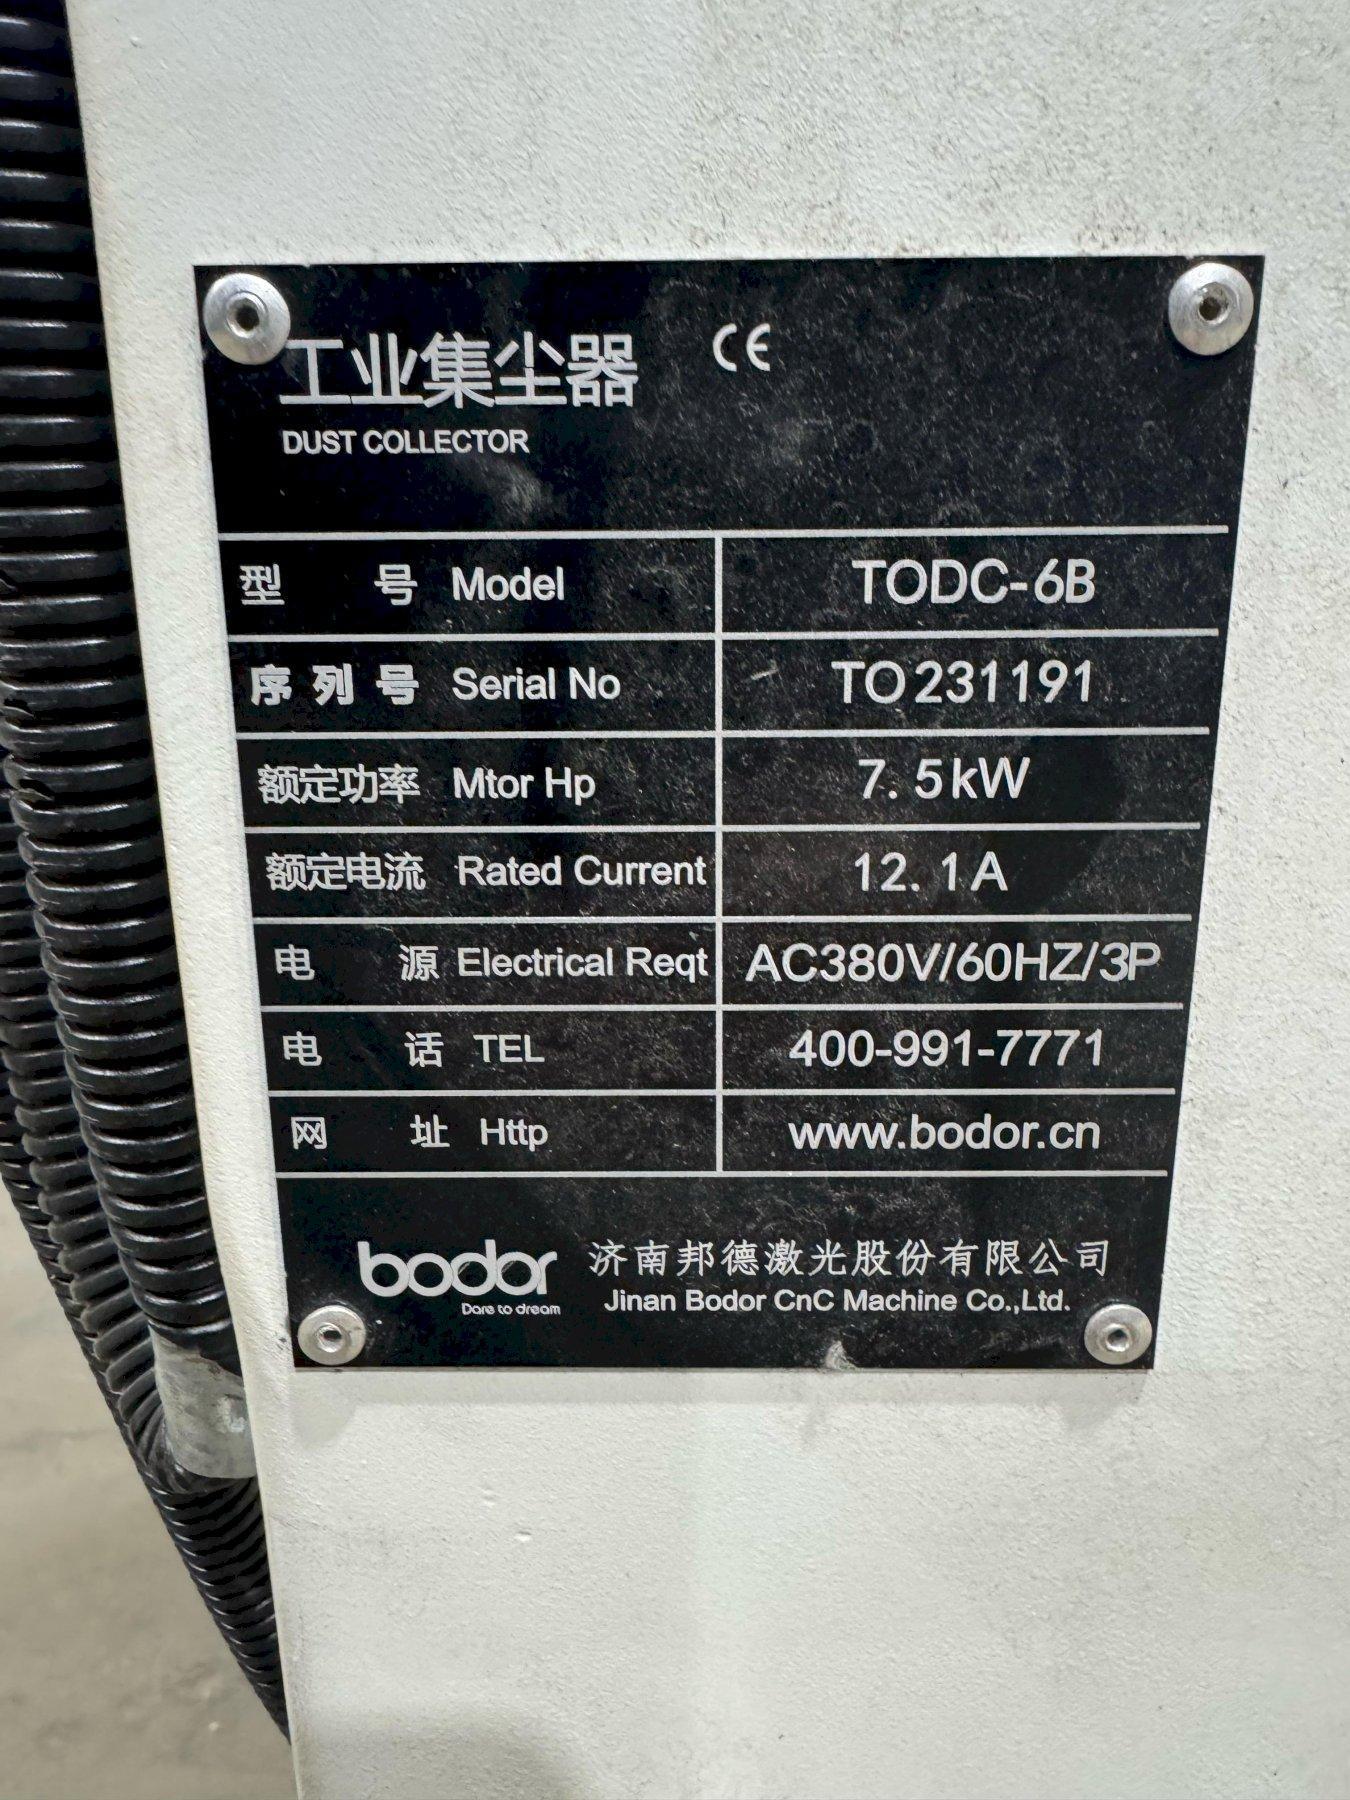 工业集尘器 CE
DUST COLLECTOR
型 号 Model TODC-6B
序列号 Serial No TO231191
额定功率 Mtor Hp 7.5kW
额定电流 Rated Current 12.1A
电 源 Electrical Reqt AC380V/60HZ/3P
电 话 TEL 400-991-7771
网 址 Http www.bodor.cn
bodor 济南邦德激光股份有限公司
Dare to dream Jinan Bodor CnC Machine Co.,Ltd.